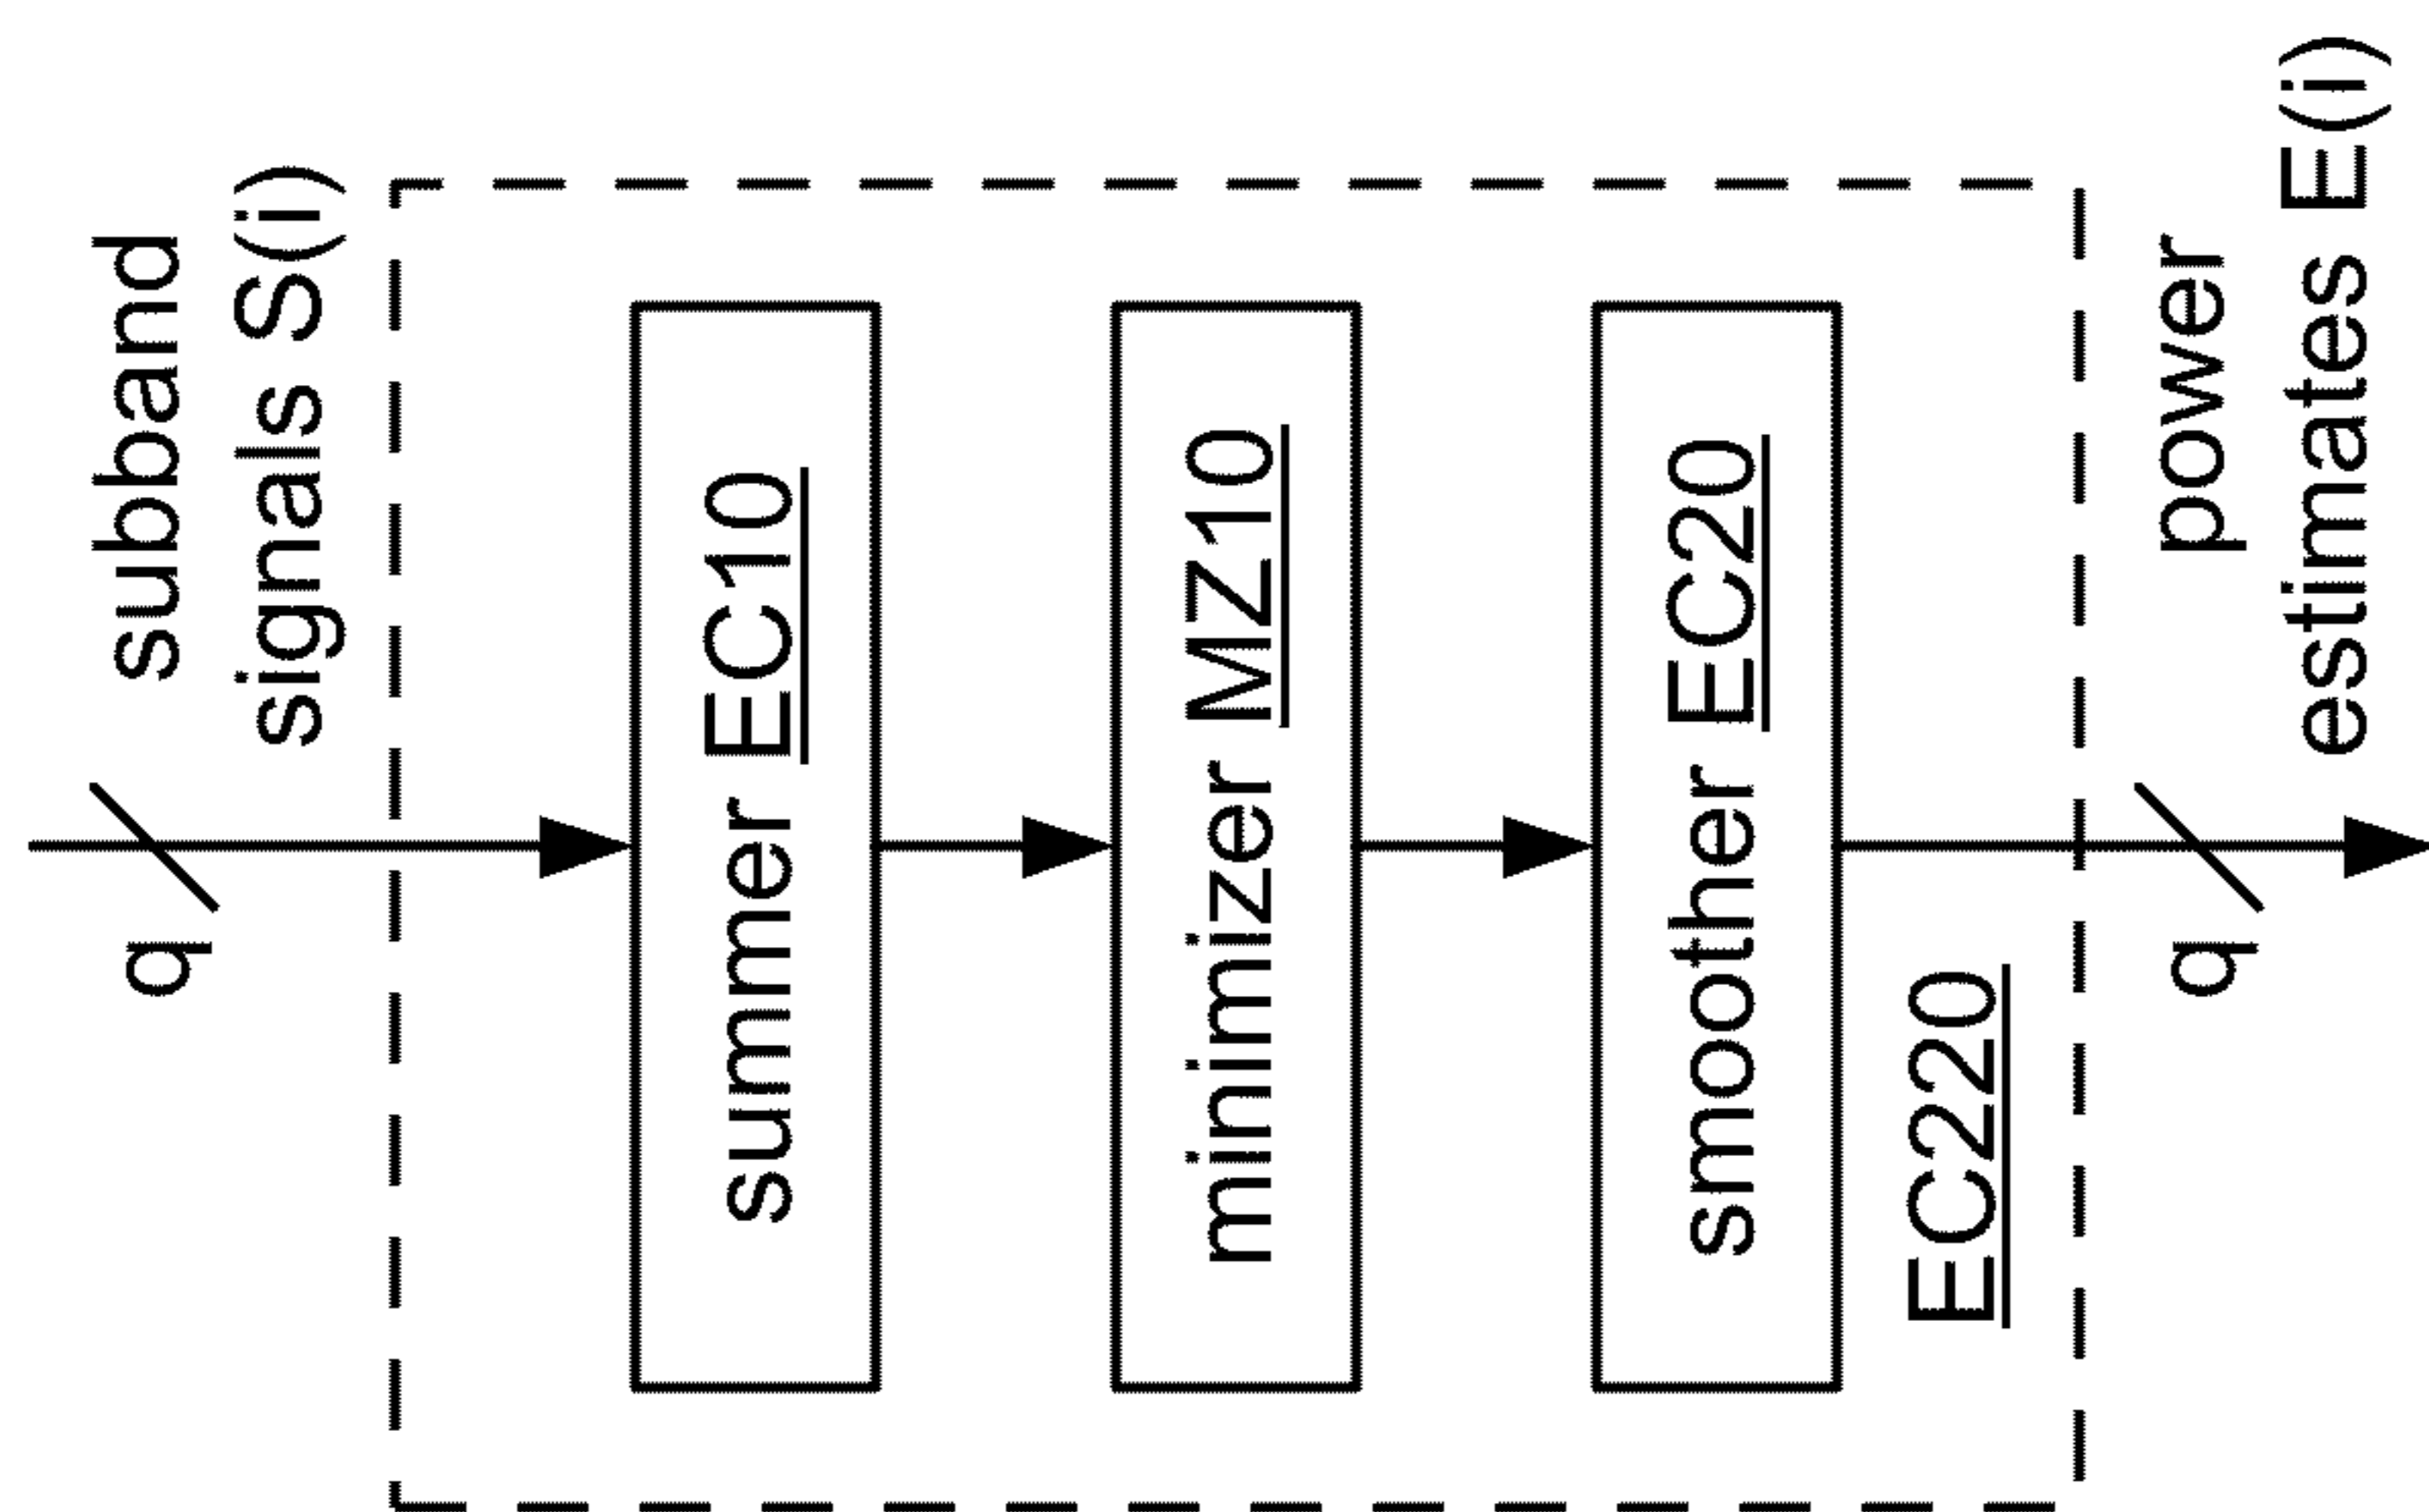 subband
signals S(i)
q
summer EC10
minimizer MZ10
smoother EC20
EC220
q
power
estimates E(i)